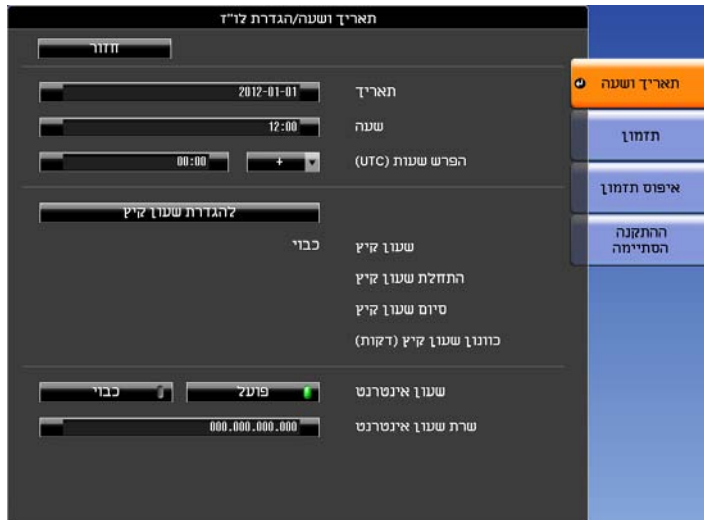 תאריך ושעה/הגדרת לו"ז
חזור
תאריך 2012-01-01
שעה 12:00
הפרש שעות (UTC) + 00:00
להגדרת שעון קיץ
שעון קיץ כבוי
התחלת שעון קיץ
סיום שעון קיץ
כוונון שעון קיץ (דקות)
שעון אינטרנט פועל כבוי
שרת שעון אינטרנט 000.000.000.000
תאריך ושעה
תזמון
איפוס תזמון
ההתקנה
הסתיימה